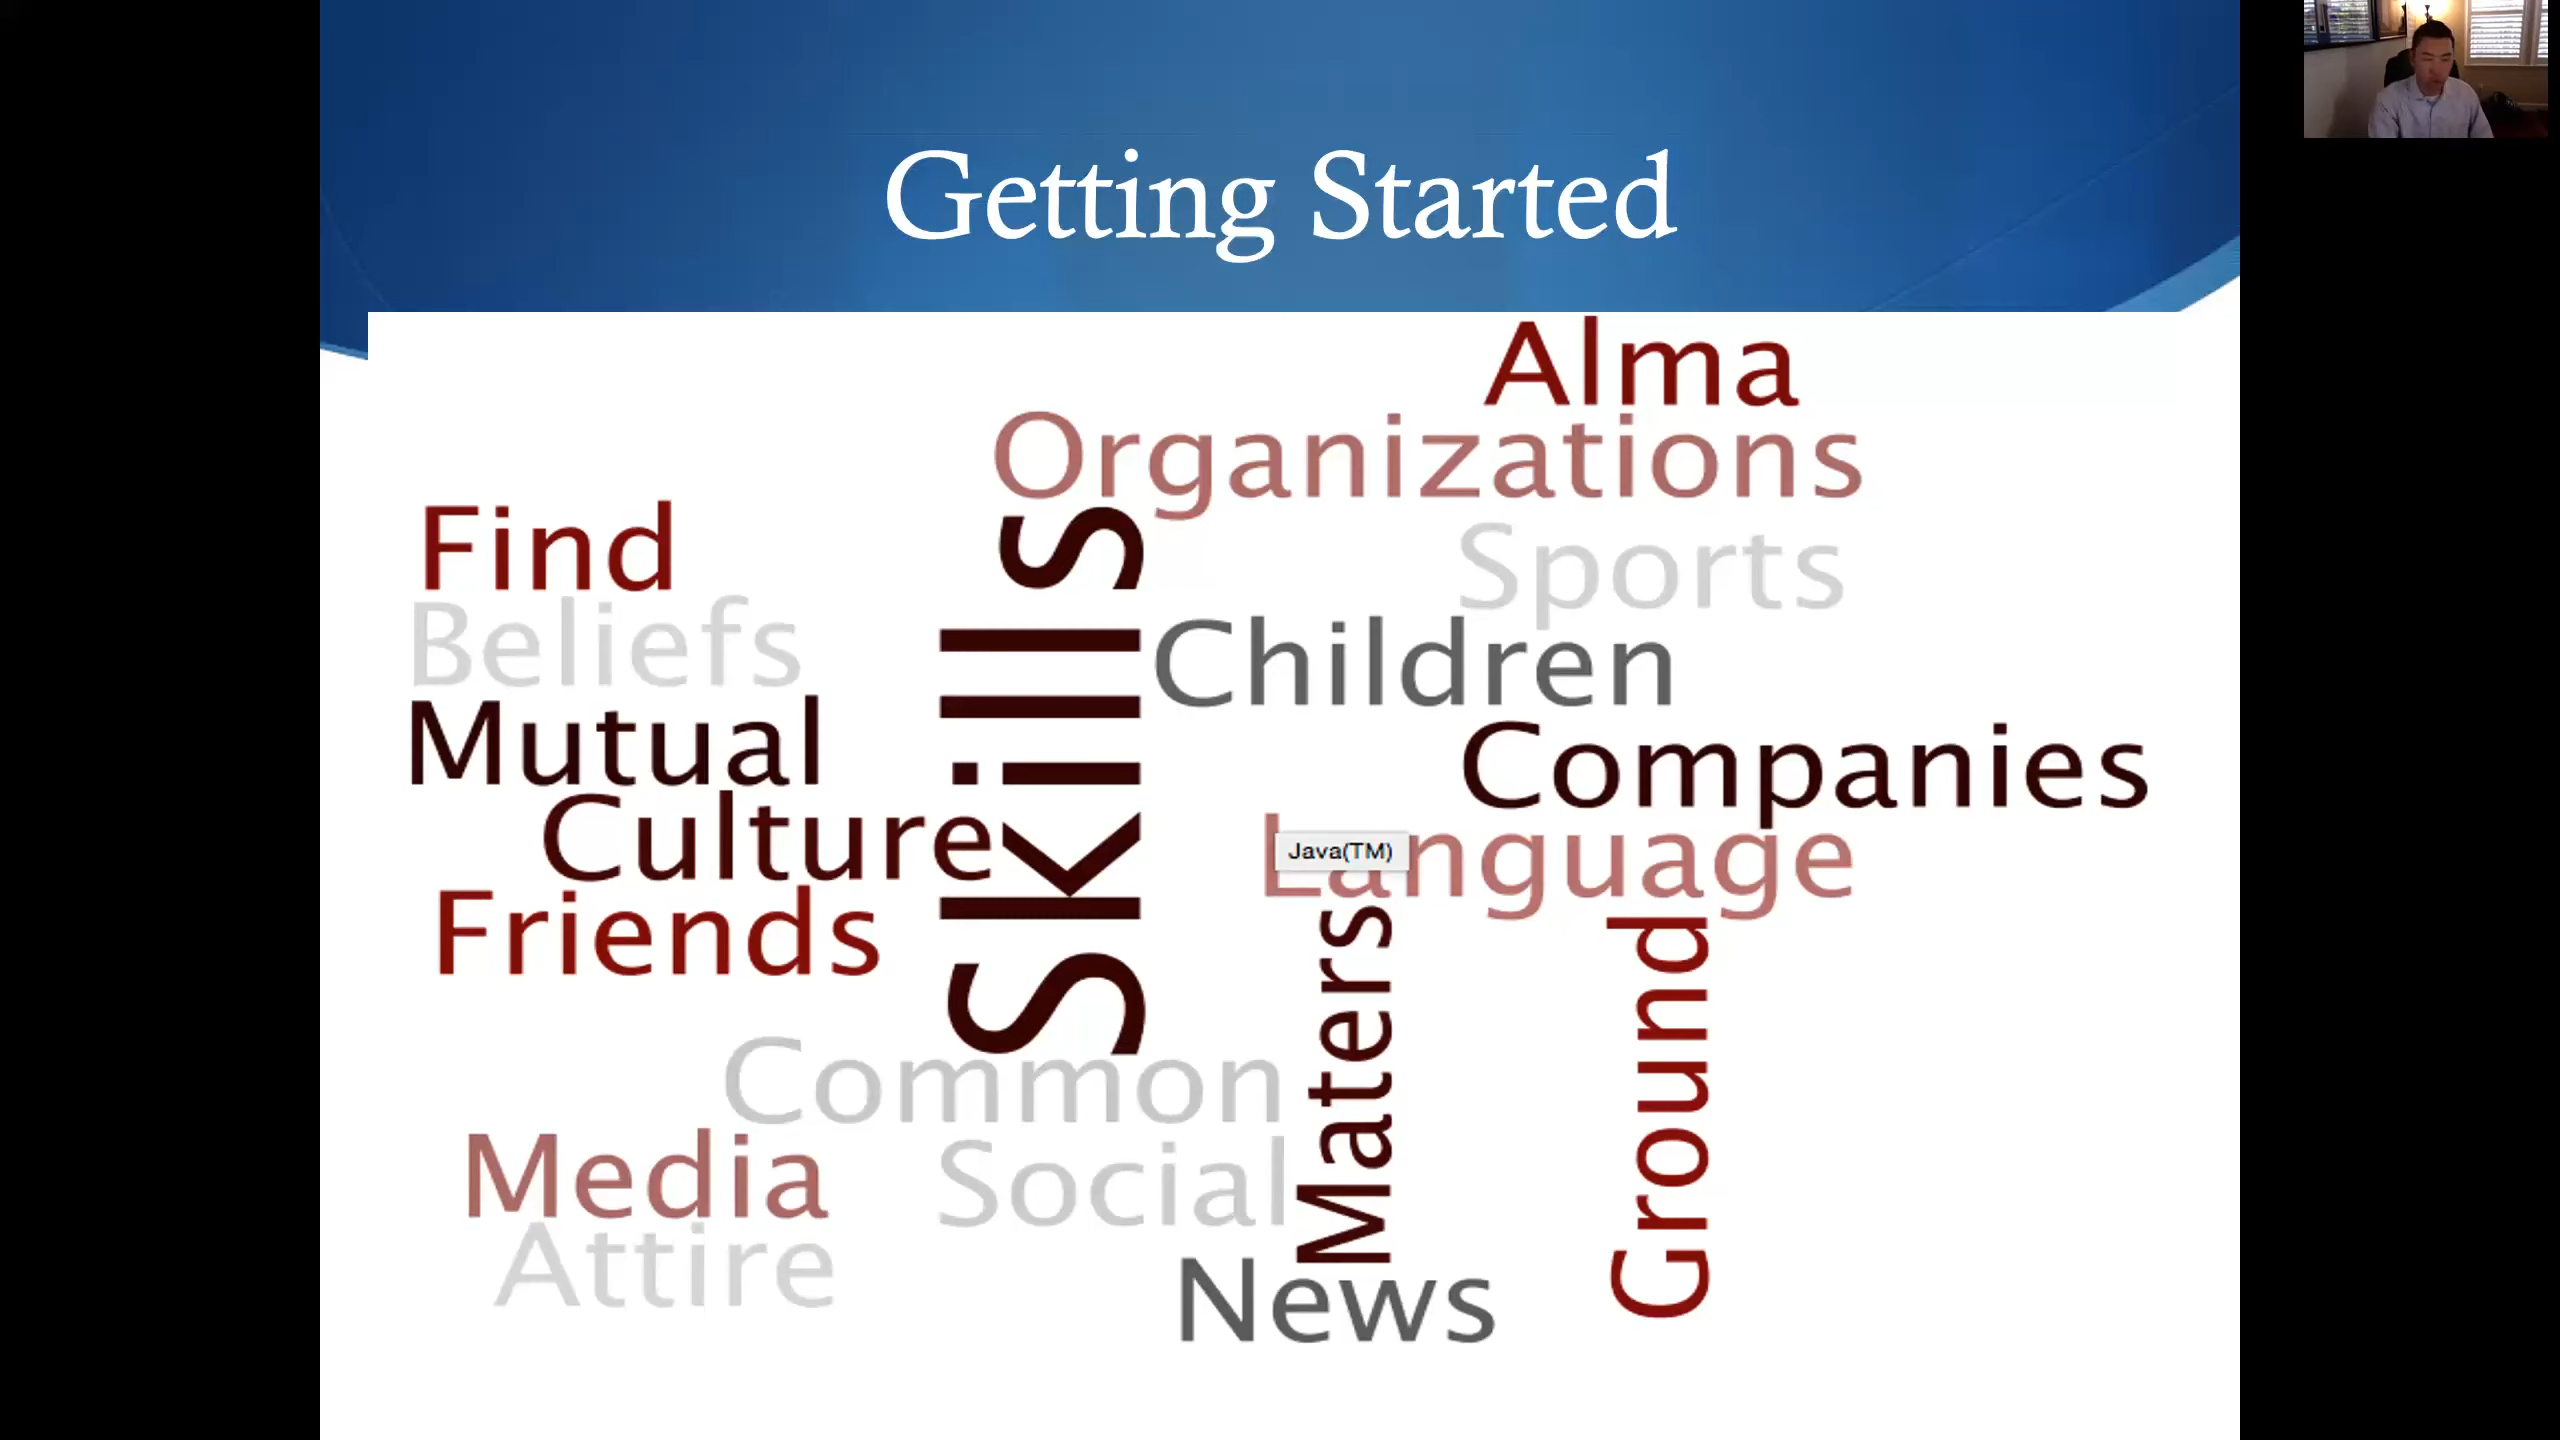 Getting Started
Alma
Organizations
Find
Skills
Sports
Beliefs
Children
Mutual
Companies
Culture
Java(TM)
Language
Friends
Maters
Ground
Common
Media
Social
Attire
News